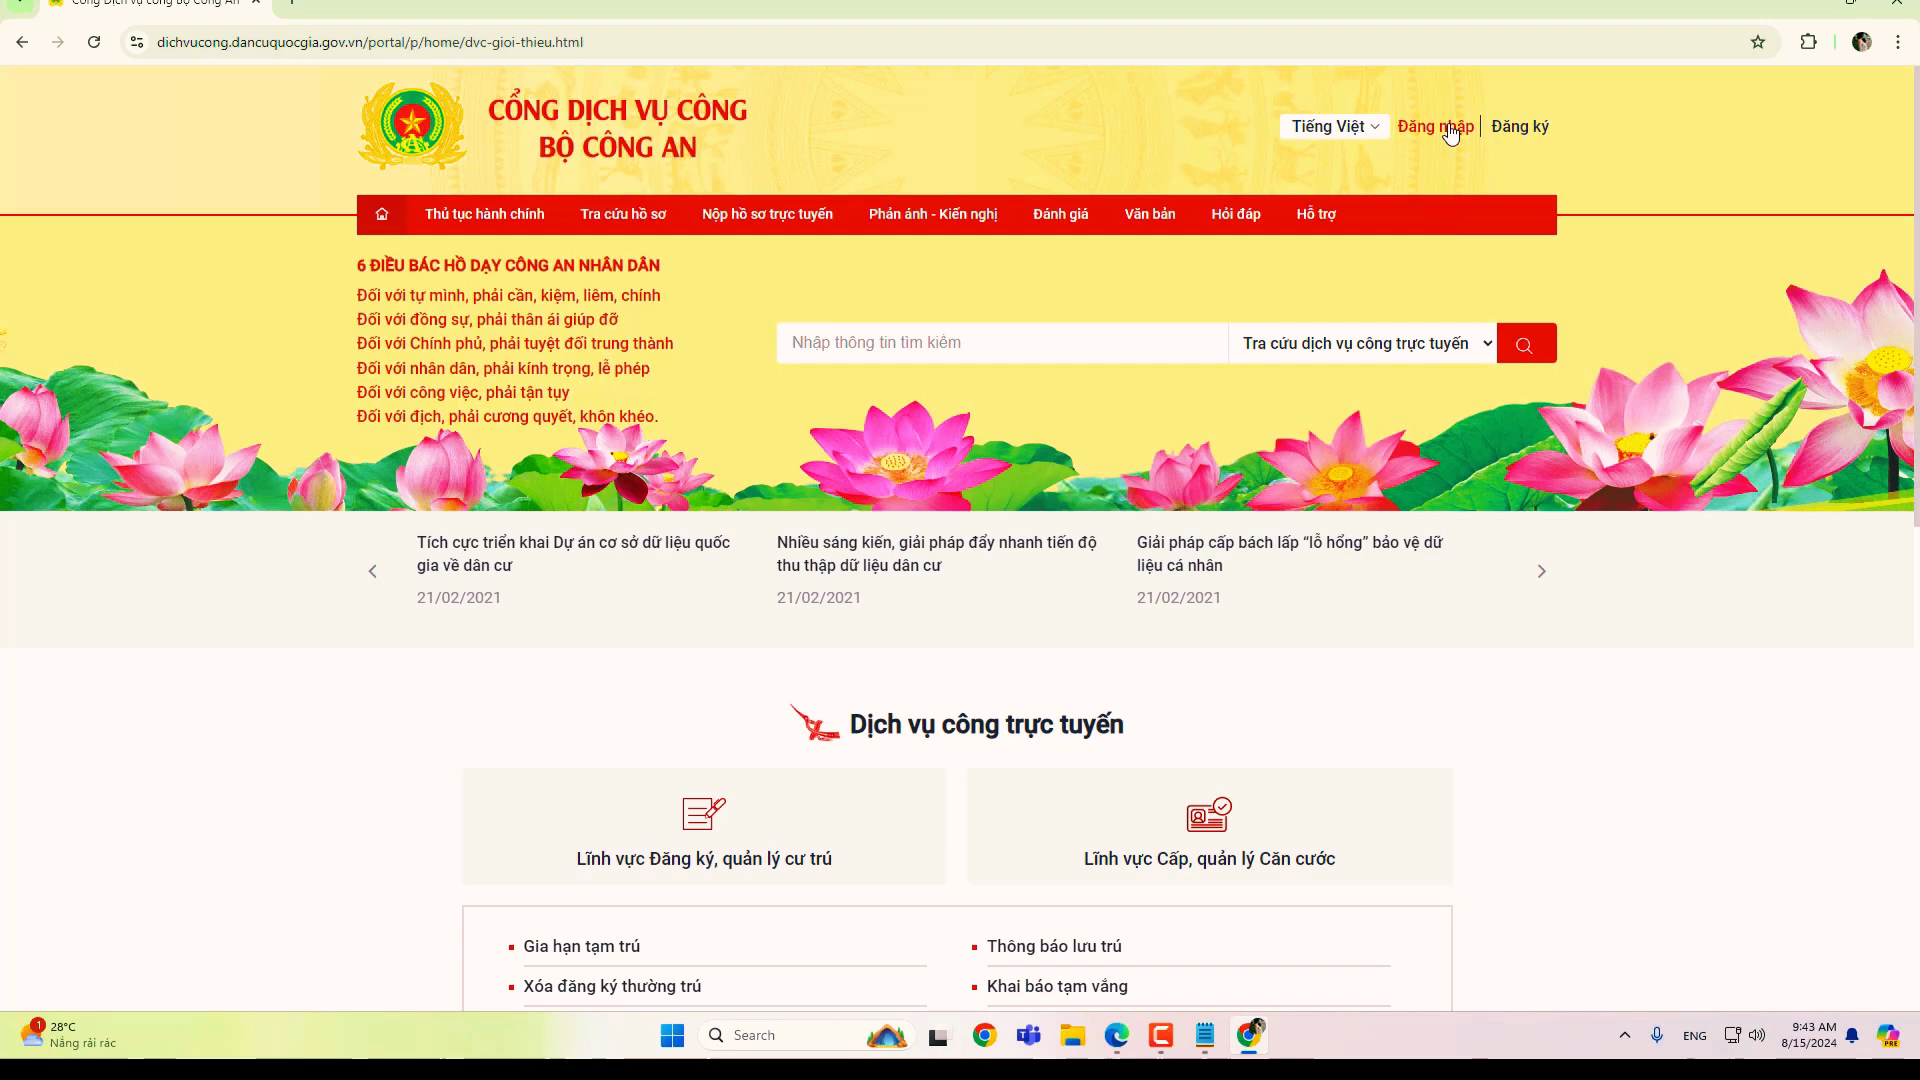 Cổng Dịch vụ công Bộ Công An
dichvucong.dancuquocgia.gov.vn/portal/p/home/dvc-gioi-thieu.html
CỔNG DỊCH VỤ CÔNG
BỘ CÔNG AN
Tiếng Việt
Đăng nhập
Đăng ký
Thủ tục hành chính
Tra cứu hồ sơ
Nộp hồ sơ trực tuyến
Phản ánh - Kiến nghị
Đánh giá
Văn bản
Hỏi đáp
Hỗ trợ
6 ĐIỀU BÁC HỒ DẠY CÔNG AN NHÂN DÂN
Đối với tự mình, phải cần, kiệm, liêm, chính
Đối với đồng sự, phải thân ái giúp đỡ
Đối với Chính phủ, phải tuyệt đối trung thành
Đối với nhân dân, phải kính trọng, lễ phép
Đối với công việc, phải tận tụy
Đối với địch, phải cương quyết, khôn khéo.
Nhập thông tin tìm kiếm
Tra cứu dịch vụ công trực tuyến
Tích cực triển khai Dự án cơ sở dữ liệu quốc
gia về dân cư
21/02/2021
Nhiều sáng kiến, giải pháp đẩy nhanh tiến độ
thu thập dữ liệu dân cư
21/02/2021
Giải pháp cấp bách lấp “lỗ hổng” bảo vệ dữ
liệu cá nhân
21/02/2021
Dịch vụ công trực tuyến
Lĩnh vực Đăng ký, quản lý cư trú
Lĩnh vực Cấp, quản lý Căn cước
Gia hạn tạm trú
Thông báo lưu trú
Xóa đăng ký thường trú
Khai báo tạm vắng
1
28°C
Nắng rải rác
Search
ENG
9:43 AM
8/15/2024
PRE